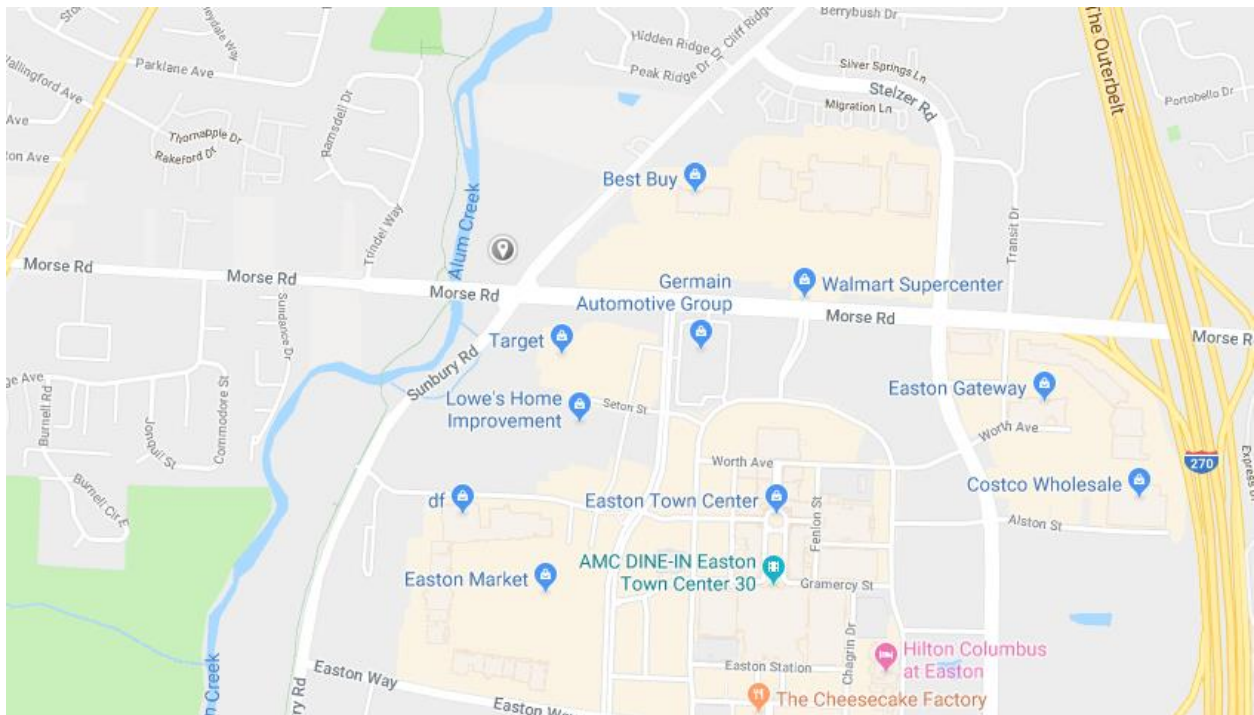 Berrybush Dr
Cliff Ridge
Hidden Ridge Dr
Peak Ridge Dr
Silver Springs Ln
Stelzer Rd
Migration Ln
The Outerbelt
Portobello Dr
Parklane Ave
Ramsdell Dr
Thornapple Dr
Rakeford Dr
Ave
ton Ave
Best Buy
Alum Creek
Trindel Way
Transit Dr
Morse Rd
Morse Rd
Morse Rd
Germain
Automotive Group
Walmart Supercenter
Morse Rd
Morse R
Sundance Dr
Target
Sunbury Rd
Easton Gateway
Lowe's Home
Improvement
Seton St
ge Ave
Burnell Rd
Jonquil St
Commodore St
Worth Ave
Worth Ave
270
Burnell Cir E
Costco Wholesale
df
Easton Town Center
Fenlon St
Alston St
AMC DINE-IN Easton
Town Center 30
Easton Market
Gramercy St
Chagrin Dr
Hilton Columbus
at Easton
Easton Station
Easton Way
Easton Wa
The Cheesecake Factory
n Creek
ry Rd